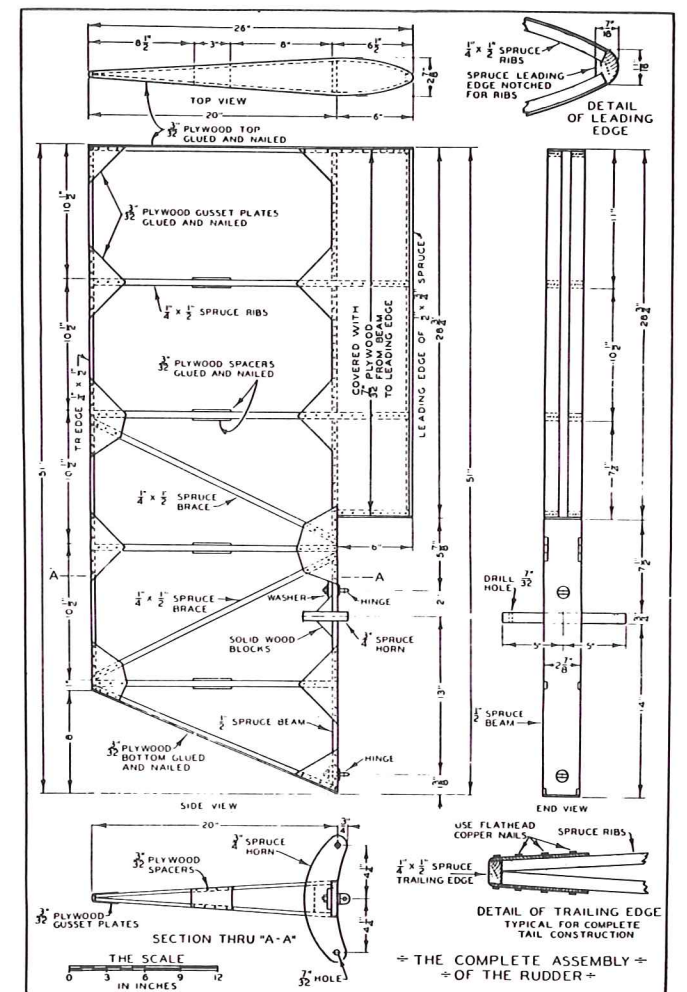 26"
8 1/2" 3" 8" 6 1/2"
2 7/8"
TOP VIEW
20" 6"
3/32" PLYWOOD TOP
GLUED AND NAILED
1/4" x 1/2" SPRUCE
RIBS
SPRUCE LEADING
EDGE NOTCHED
FOR RIBS
DETAIL
OF LEADING
EDGE
3/32" PLYWOOD GUSSET PLATES
GLUED AND NAILED
1/4" x 1/2" SPRUCE RIBS
3/32" PLYWOOD SPACERS
GLUED AND NAILED
TR EDGE 1/4" x 1/2"
COVERED WITH
PLYWOOD
FROM BEAM
TO LEADING EDGE
LEADING EDGE OF
SPRUCE
51"
10 1/2"
10 1/2"
10 1/2"
10 1/2"
1"
8"
28 3/4"
51"
1/4" x 1/2" SPRUCE
BRACE
6"
5 7/8"
A A
1/4" x 1/2" SPRUCE
BRACE
WASHER
HINGE
2"
SOLID WOOD
BLOCKS
3/4" SPRUCE
HORN
13"
1/2" SPRUCE BEAM
3/32" PLYWOOD
BOTTOM GLUED
AND NAILED
HINGE
SIDE VIEW
11"
10 1/2"
7 1/2"
28 3/4"
7 1/2"
DRILL 7/32"
HOLE
3/4"
5" 5"
2 7/8"
14"
SPRUCE
BEAM
END VIEW
20" 3/4"
3/4" SPRUCE
HORN
3/32" PLYWOOD
SPACERS
3/32" PLYWOOD
GUSSET PLATES
SECTION THRU "A-A"
7/32" HOLE
THE SCALE
0 3 6 9 12
IN INCHES
USE FLATHEAD
COPPER NAILS
SPRUCE RIBS
1/4" x 1/2" SPRUCE
TRAILING EDGE
DETAIL OF TRAILING EDGE
TYPICAL FOR COMPLETE
TAIL CONSTRUCTION
÷ THE COMPLETE ASSEMBLY ÷
÷ OF THE RUDDER ÷